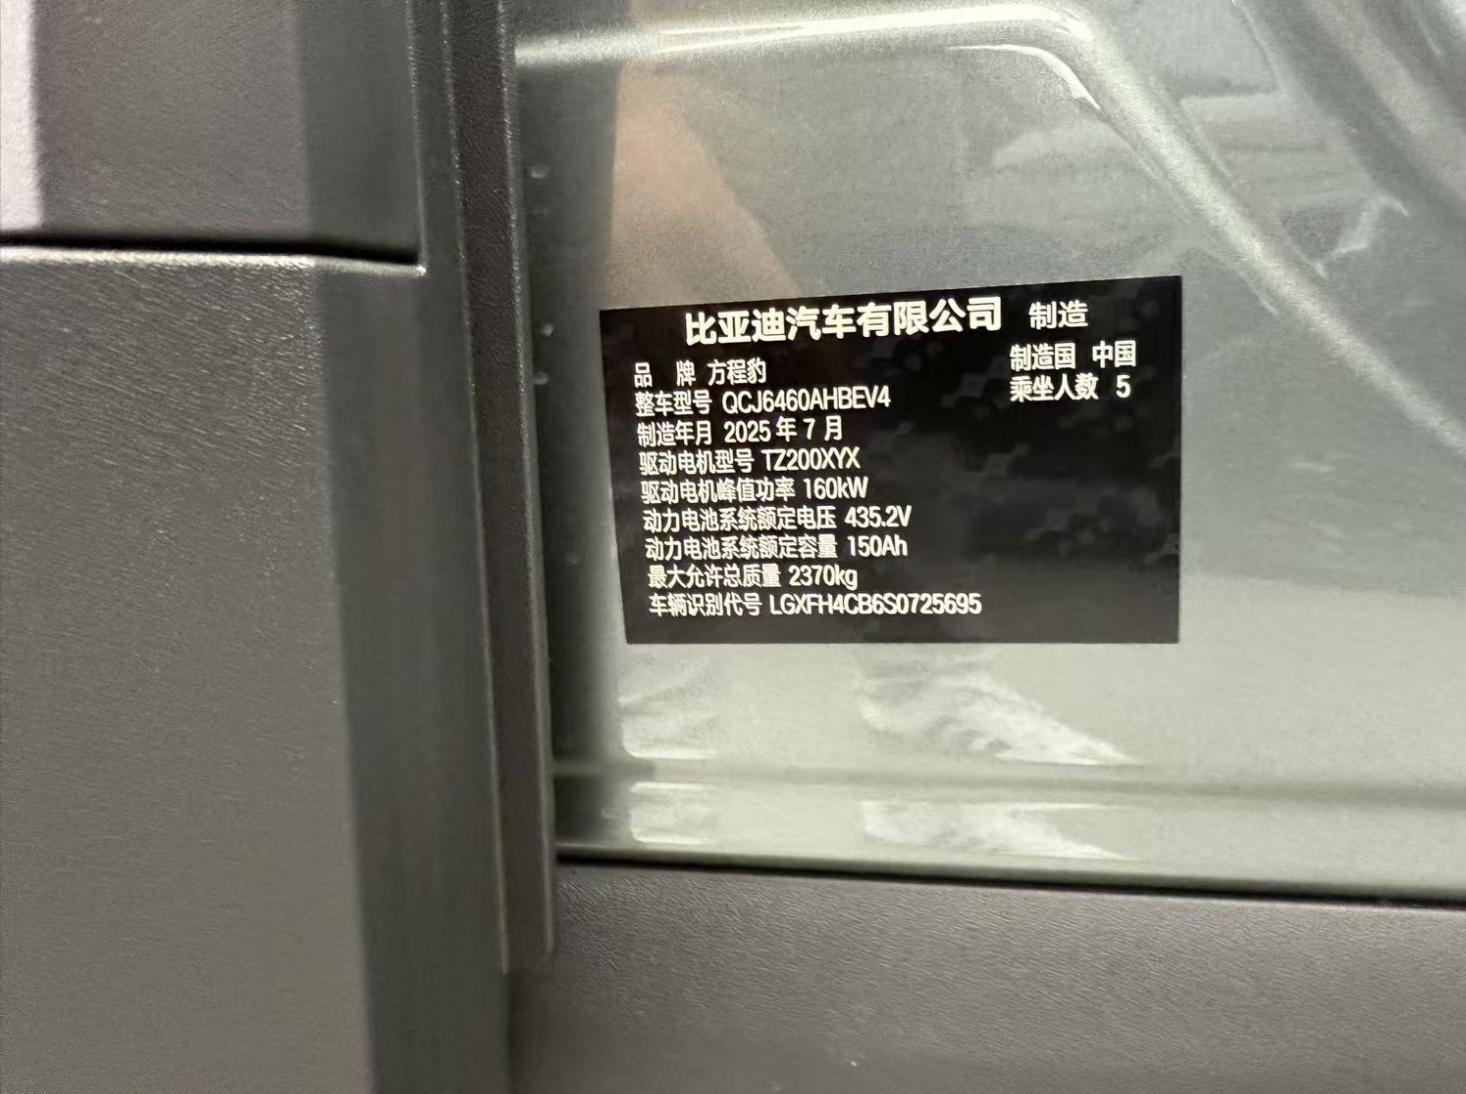 比亚迪汽车有限公司 制造
制造国 中国
品 牌 方程豹
乘坐人数 5
整车型号 QCJ6460AHBEV4
制造年月 2025 年 7 月
驱动电机型号 TZ200XYX
驱动电机峰值功率 160kW
动力电池系统额定电压 435.2V
动力电池系统额定容量 150Ah
最大允许总质量 2370kg
车辆识别代号 LGXFH4CB6S0725695